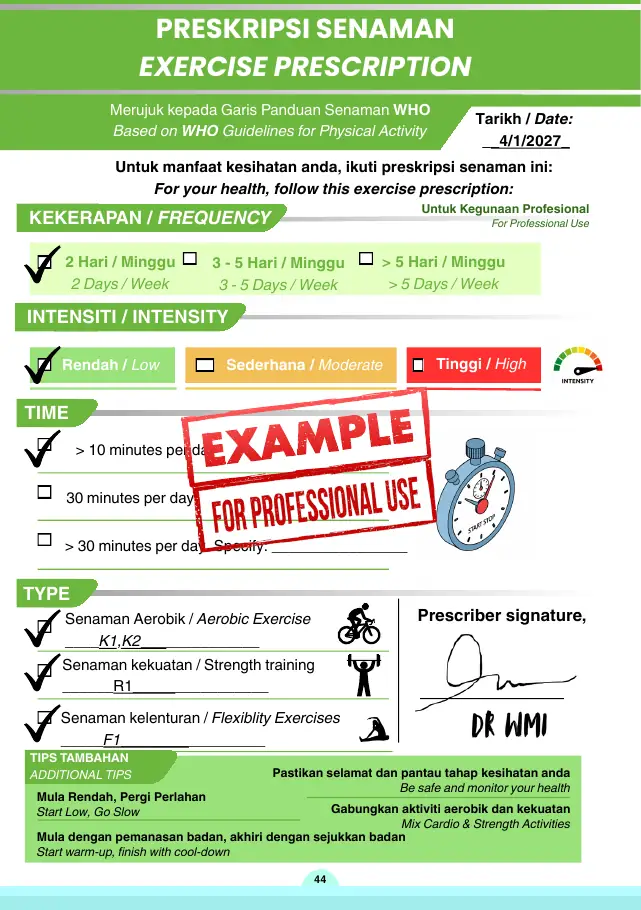 PRESKRIPSI SENAMAN
EXERCISE PRESCRIPTION
Merujuk kepada Garis Panduan Senaman WHO
Based on WHO Guidelines for Physical Activity
Tarikh / Date:
__4/1/2027_
Untuk manfaat kesihatan anda, ikuti preskripsi senaman ini:
For your health, follow this exercise prescription:
Untuk Kegunaan Profesional
For Professional Use
KEKERAPAN / FREQUENCY
2 Hari / Minggu
2 Days / Week
3 - 5 Hari / Minggu
3 - 5 Days / Week
> 5 Hari / Minggu
> 5 Days / Week
INTENSITI / INTENSITY
Rendah / Low
Sederhana / Moderate
Tinggi / High
INTENSITY
TIME
> 10 minutes per da
EXAMPLE
FOR PROFESSIONAL USE
30 minutes per day
> 30 minutes per day Specify: _________________
START STOP
TYPE
Senaman Aerobik / Aerobic Exercise
____K1,K2______________
Senaman kekuatan / Strength training
______R1________________
Senaman kelenturan / Flexiblity Exercises
_____F1_________________
Prescriber signature,
DR WMI
TIPS TAMBAHAN
ADDITIONAL TIPS
Mula Rendah, Pergi Perlahan
Start Low, Go Slow
Pastikan selamat dan pantau tahap kesihatan anda
Be safe and monitor your health
Gabungkan aktiviti aerobik dan kekuatan
Mix Cardio & Strength Activities
Mula dengan pemanasan badan, akhiri dengan sejukkan badan
Start warm-up, finish with cool-down
44